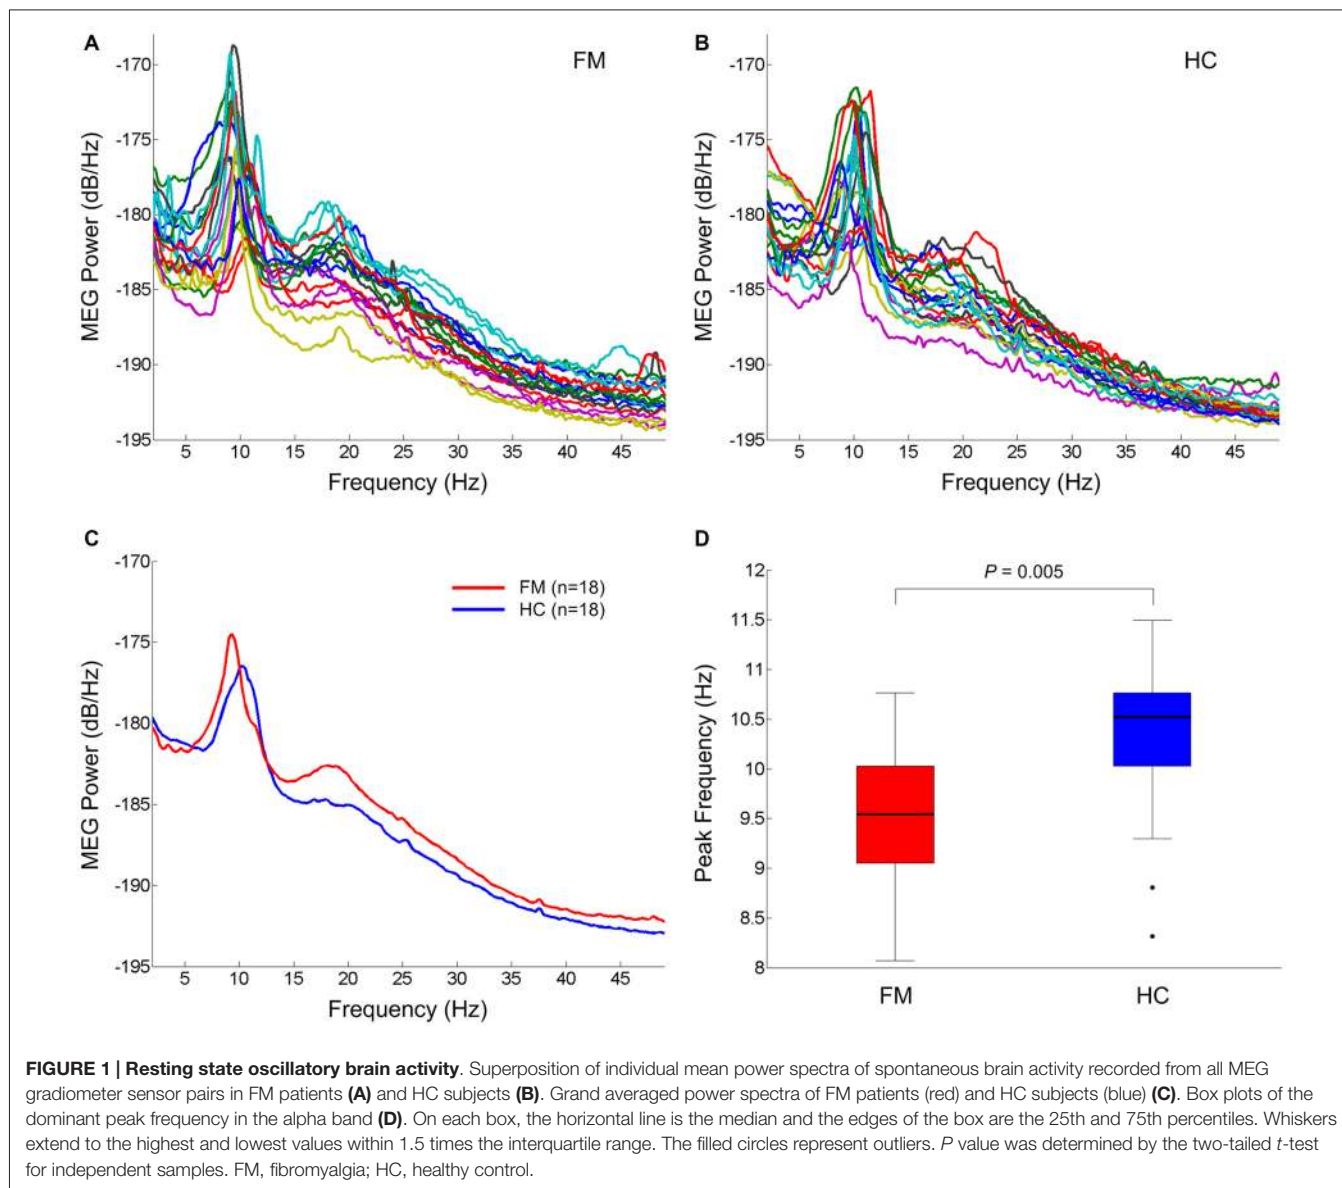 A
FM
-170
-175
-180
-185
-190
-195
MEG Power (dB/Hz)
5 10 15 20 25 30 35 40 45
Frequency (Hz)
B
HC
-170
-175
-180
-185
-190
-195
MEG Power (dB/Hz)
5 10 15 20 25 30 35 40 45
Frequency (Hz)
C
FM (n=18)
HC (n=18)
-170
-175
-180
-185
-190
-195
MEG Power (dB/Hz)
5 10 15 20 25 30 35 40 45
Frequency (Hz)
D
P = 0.005
12
11.5
11
10.5
10
9.5
9
8.5
8
Peak Frequency (Hz)
FM HC
FIGURE 1 | Resting state oscillatory brain activity. Superposition of individual mean power spectra of spontaneous brain activity recorded from all MEG
gradiometer sensor pairs in FM patients (A) and HC subjects (B). Grand averaged power spectra of FM patients (red) and HC subjects (blue) (C). Box plots of the
dominant peak frequency in the alpha band (D). On each box, the horizontal line is the median and the edges of the box are the 25th and 75th percentiles. Whiskers
extend to the highest and lowest values within 1.5 times the interquartile range. The filled circles represent outliers. P value was determined by the two-tailed t-test
for independent samples. FM, fibromyalgia; HC, healthy control.